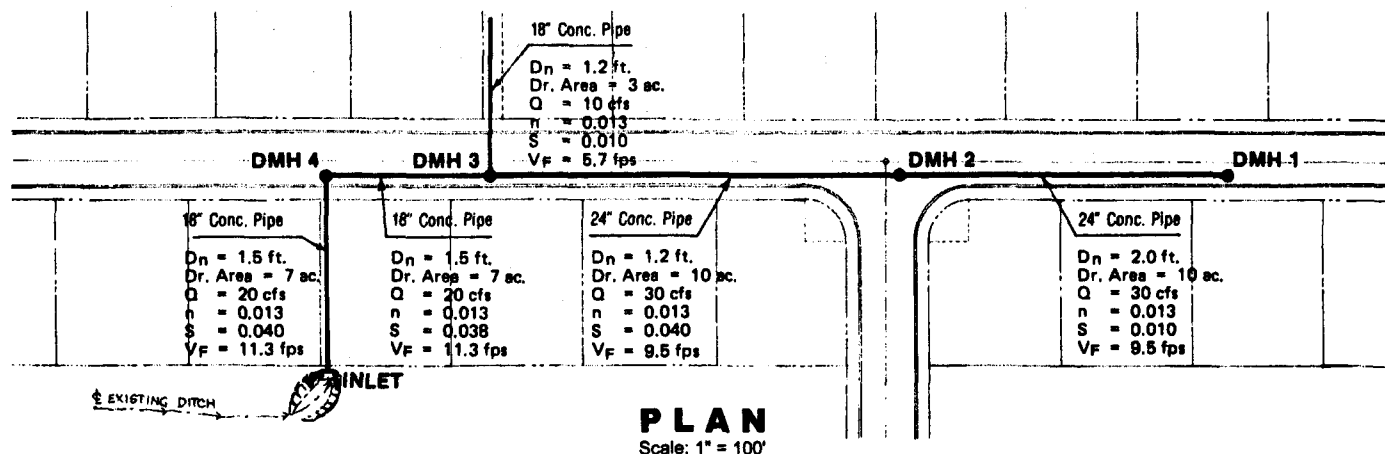 18" Conc. Pipe
Dn = 1.2 ft.
Dr. Area = 3 ac.
Q = 10 cfs
n = 0.013
S = 0.010
VF = 5.7 fps
DMH 4
DMH 3
DMH 2
DMH 1
18" Conc. Pipe
Dn = 1.5 ft.
Dr. Area = 7 ac.
Q = 20 cfs
n = 0.013
S = 0.040
VF = 11.3 fps
18" Conc. Pipe
Dn = 1.5 ft.
Dr. Area = 7 ac.
Q = 20 cfs
n = 0.013
S = 0.038
VF = 11.3 fps
24" Conc. Pipe
Dn = 1.2 ft.
Dr. Area = 10 ac.
Q = 30 cfs
n = 0.013
S = 0.040
VF = 9.5 fps
24" Conc. Pipe
Dn = 2.0 ft.
Dr. Area = 10 ac.
Q = 30 cfs
n = 0.013
S = 0.010
VF = 9.5 fps
INLET
℄ EXISTING DITCH
PLAN
Scale: 1" = 100'